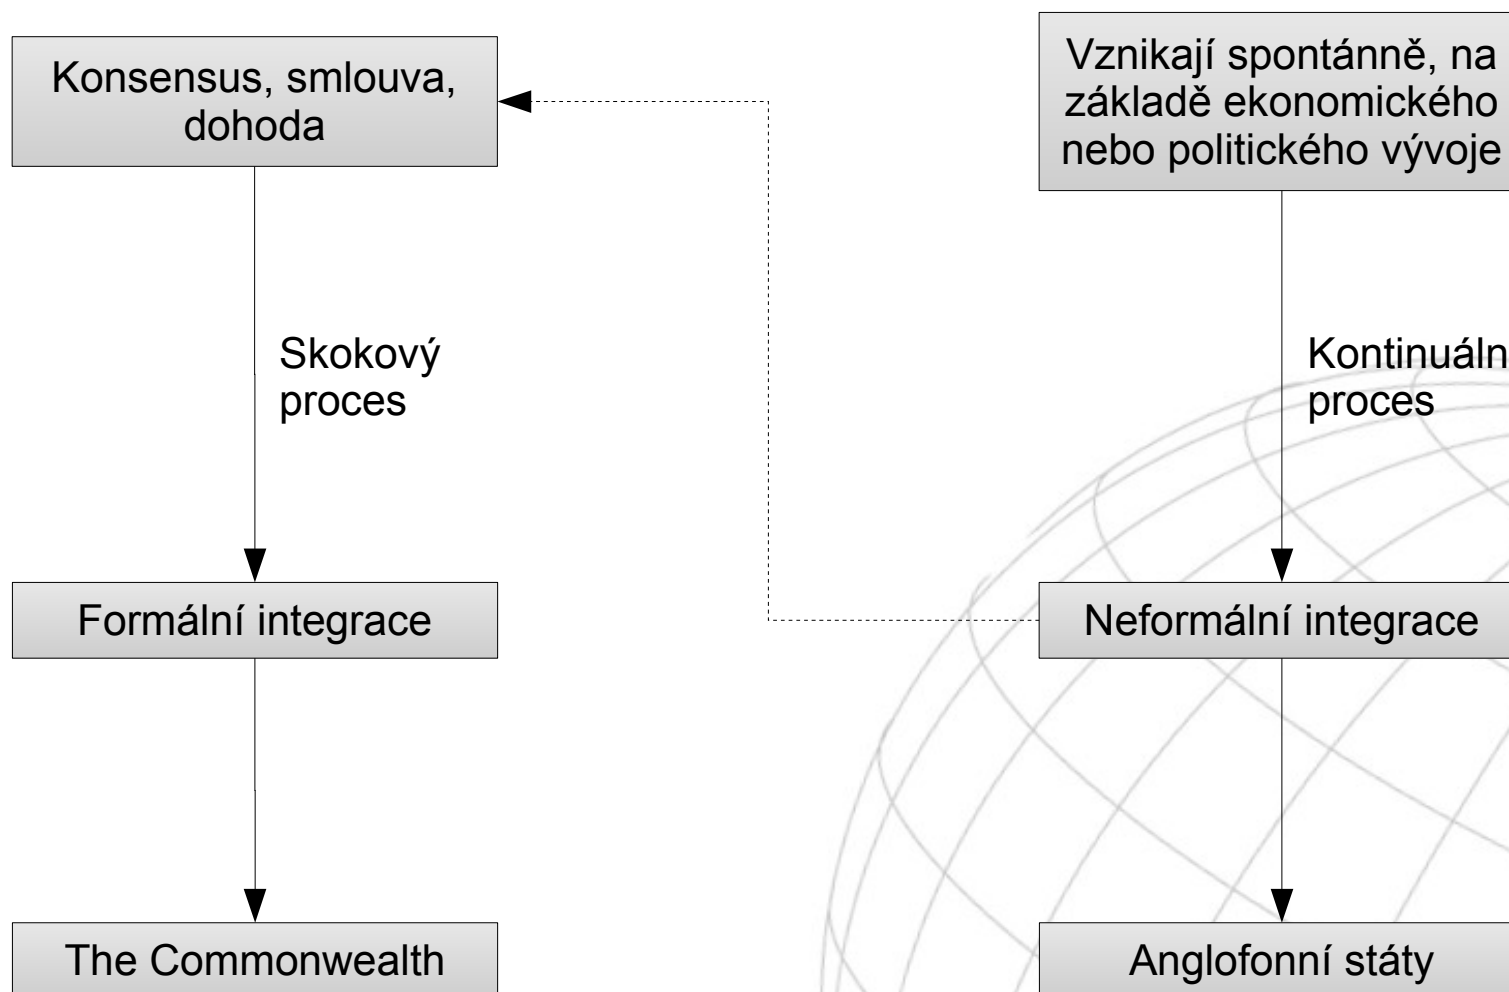 Konsensus, smlouva,
dohoda
Vznikají spontánně, na
základě ekonomického
nebo politického vývoje
Skokový
proces
Kontinuáln
proces
Formální integrace
Neformální integrace
The Commonwealth
Anglofonní státy